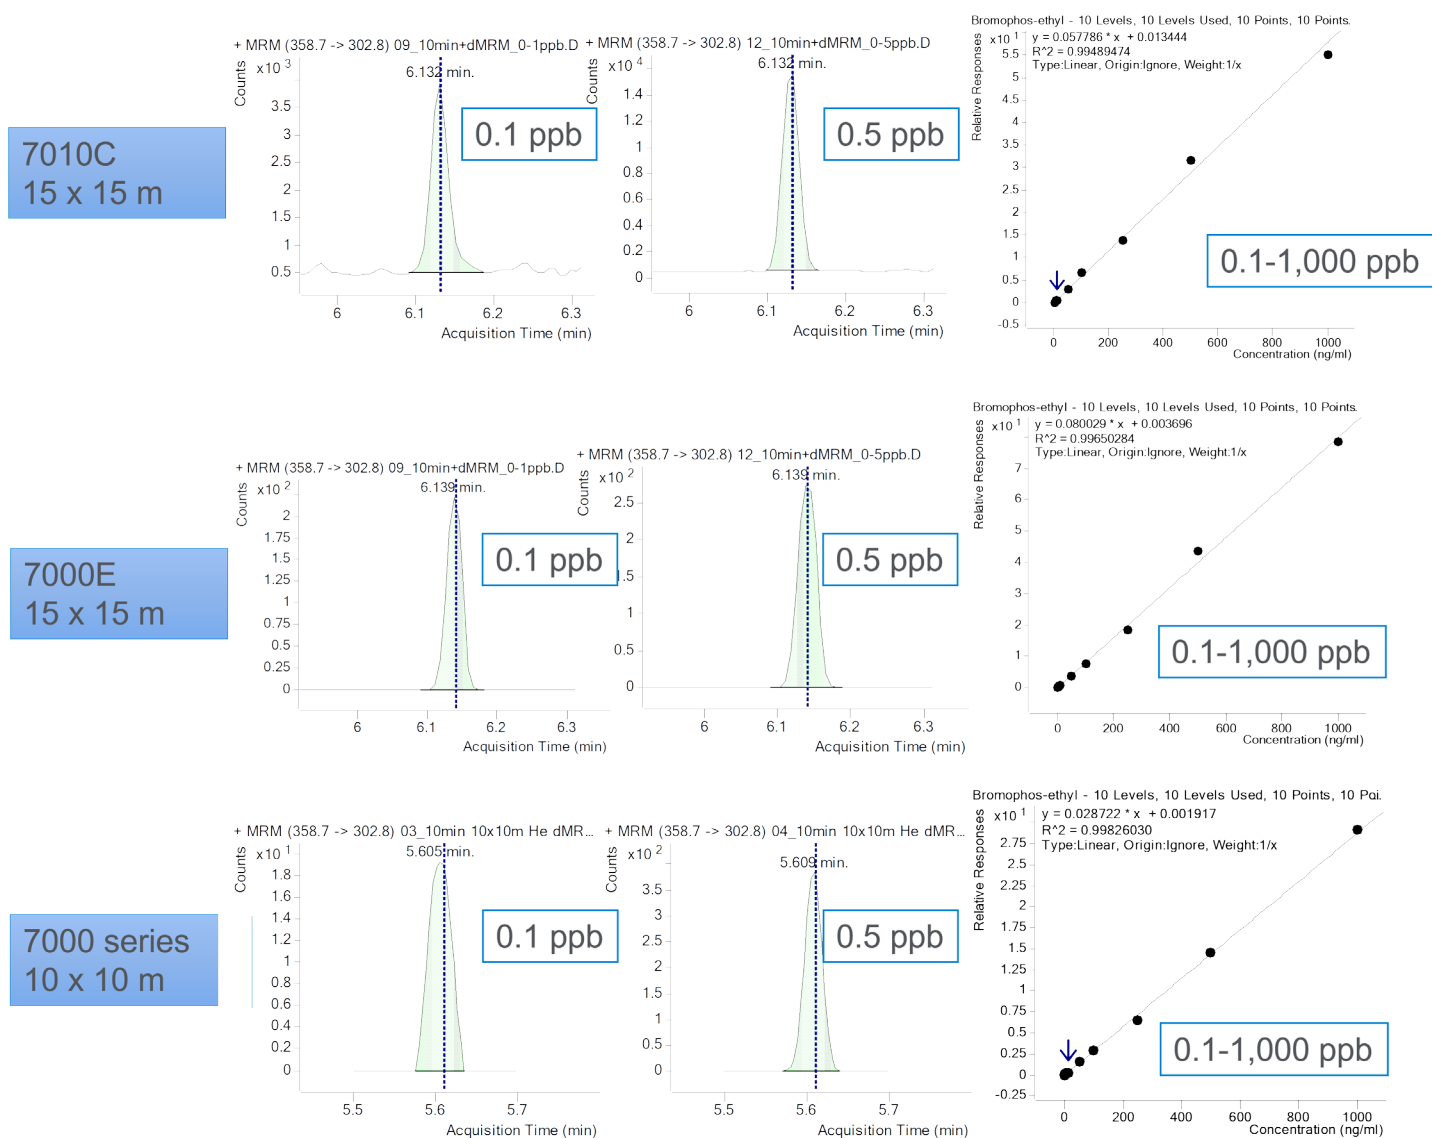 7010C
15 x 15 m
+ MRM (358.7 -> 302.8) 09_10min+dMRM_0-1ppb.D
Counts
x10 3
6.132 min.
0.1 ppb
3.5
3
2.5
2
1.5
1
0.5
6
6.1
6.2
6.3
Acquisition Time (min)
+ MRM (358.7 -> 302.8) 12_10min+dMRM_0-5ppb.D
Counts
x10 4
6.132 min.
0.5 ppb
1.4
1.2
1
0.8
0.6
0.4
0.2
0
6
6.1
6.2
6.3
Acquisition Time (min)
Bromophos-ethyl - 10 Levels, 10 Levels Used, 10 Points, 10 Points.
x10 1
y = 0.057786 * x + 0.013444
R^2 = 0.99489474
Type:Linear, Origin:Ignore, Weight:1/x
Relative Responses
5.5
5
4.5
4
3.5
3
2.5
2
1.5
1
0.5
0
-0.5
0.1-1,000 ppb
0
200
400
600
800
1000
Concentration (ng/ml)
7000E
15 x 15 m
+ MRM (358.7 -> 302.8) 09_10min+dMRM_0-1ppb.D
Counts
x10 2
6.139 min.
0.1 ppb
2
1.75
1.5
1.25
1
0.75
0.5
0.25
0
6
6.1
6.2
6.3
Acquisition Time (min)
+ MRM (358.7 -> 302.8) 12_10min+dMRM_0-5ppb.D
Counts
x10 2
6.139 min.
0.5 ppb
2.5
2
1.5
1
0.5
0
6
6.1
6.2
6.3
Acquisition Time (min)
Bromophos-ethyl - 10 Levels, 10 Levels Used, 10 Points, 10 Points.
x10 1
y = 0.080029 * x + 0.003696
R^2 = 0.99650284
Type:Linear, Origin:Ignore, Weight:1/x
Relative Responses
7
6
5
4
3
2
1
0
0.1-1,000 ppb
0
200
400
600
800
1000
Concentration (ng/ml)
7000 series
10 x 10 m
+ MRM (358.7 -> 302.8) 03_10min 10x10m He dMR...
Counts
x10 1
5.605 min.
0.1 ppb
1.8
1.6
1.4
1.2
1
0.8
0.6
0.4
0.2
0
5.5
5.6
5.7
Acquisition Time (min)
+ MRM (358.7 -> 302.8) 04_10min 10x10m He dMR...
Counts
x10 2
5.609 min.
0.5 ppb
3.5
3
2.5
2
1.5
1
0.5
0
5.5
5.6
5.7
Acquisition Time (min)
Bromophos-ethyl - 10 Levels, 10 Levels Used, 10 Points, 10 Poi.
x10 1
y = 0.028722 * x + 0.001917
R^2 = 0.99826030
Type:Linear, Origin:Ignore, Weight:1/x
Relative Responses
2.75
2.5
2.25
2
1.75
1.5
1.25
1
0.75
0.5
0.25
0
-0.25
0.1-1,000 ppb
0
200
400
600
800
1000
Concentration (ng/ml)